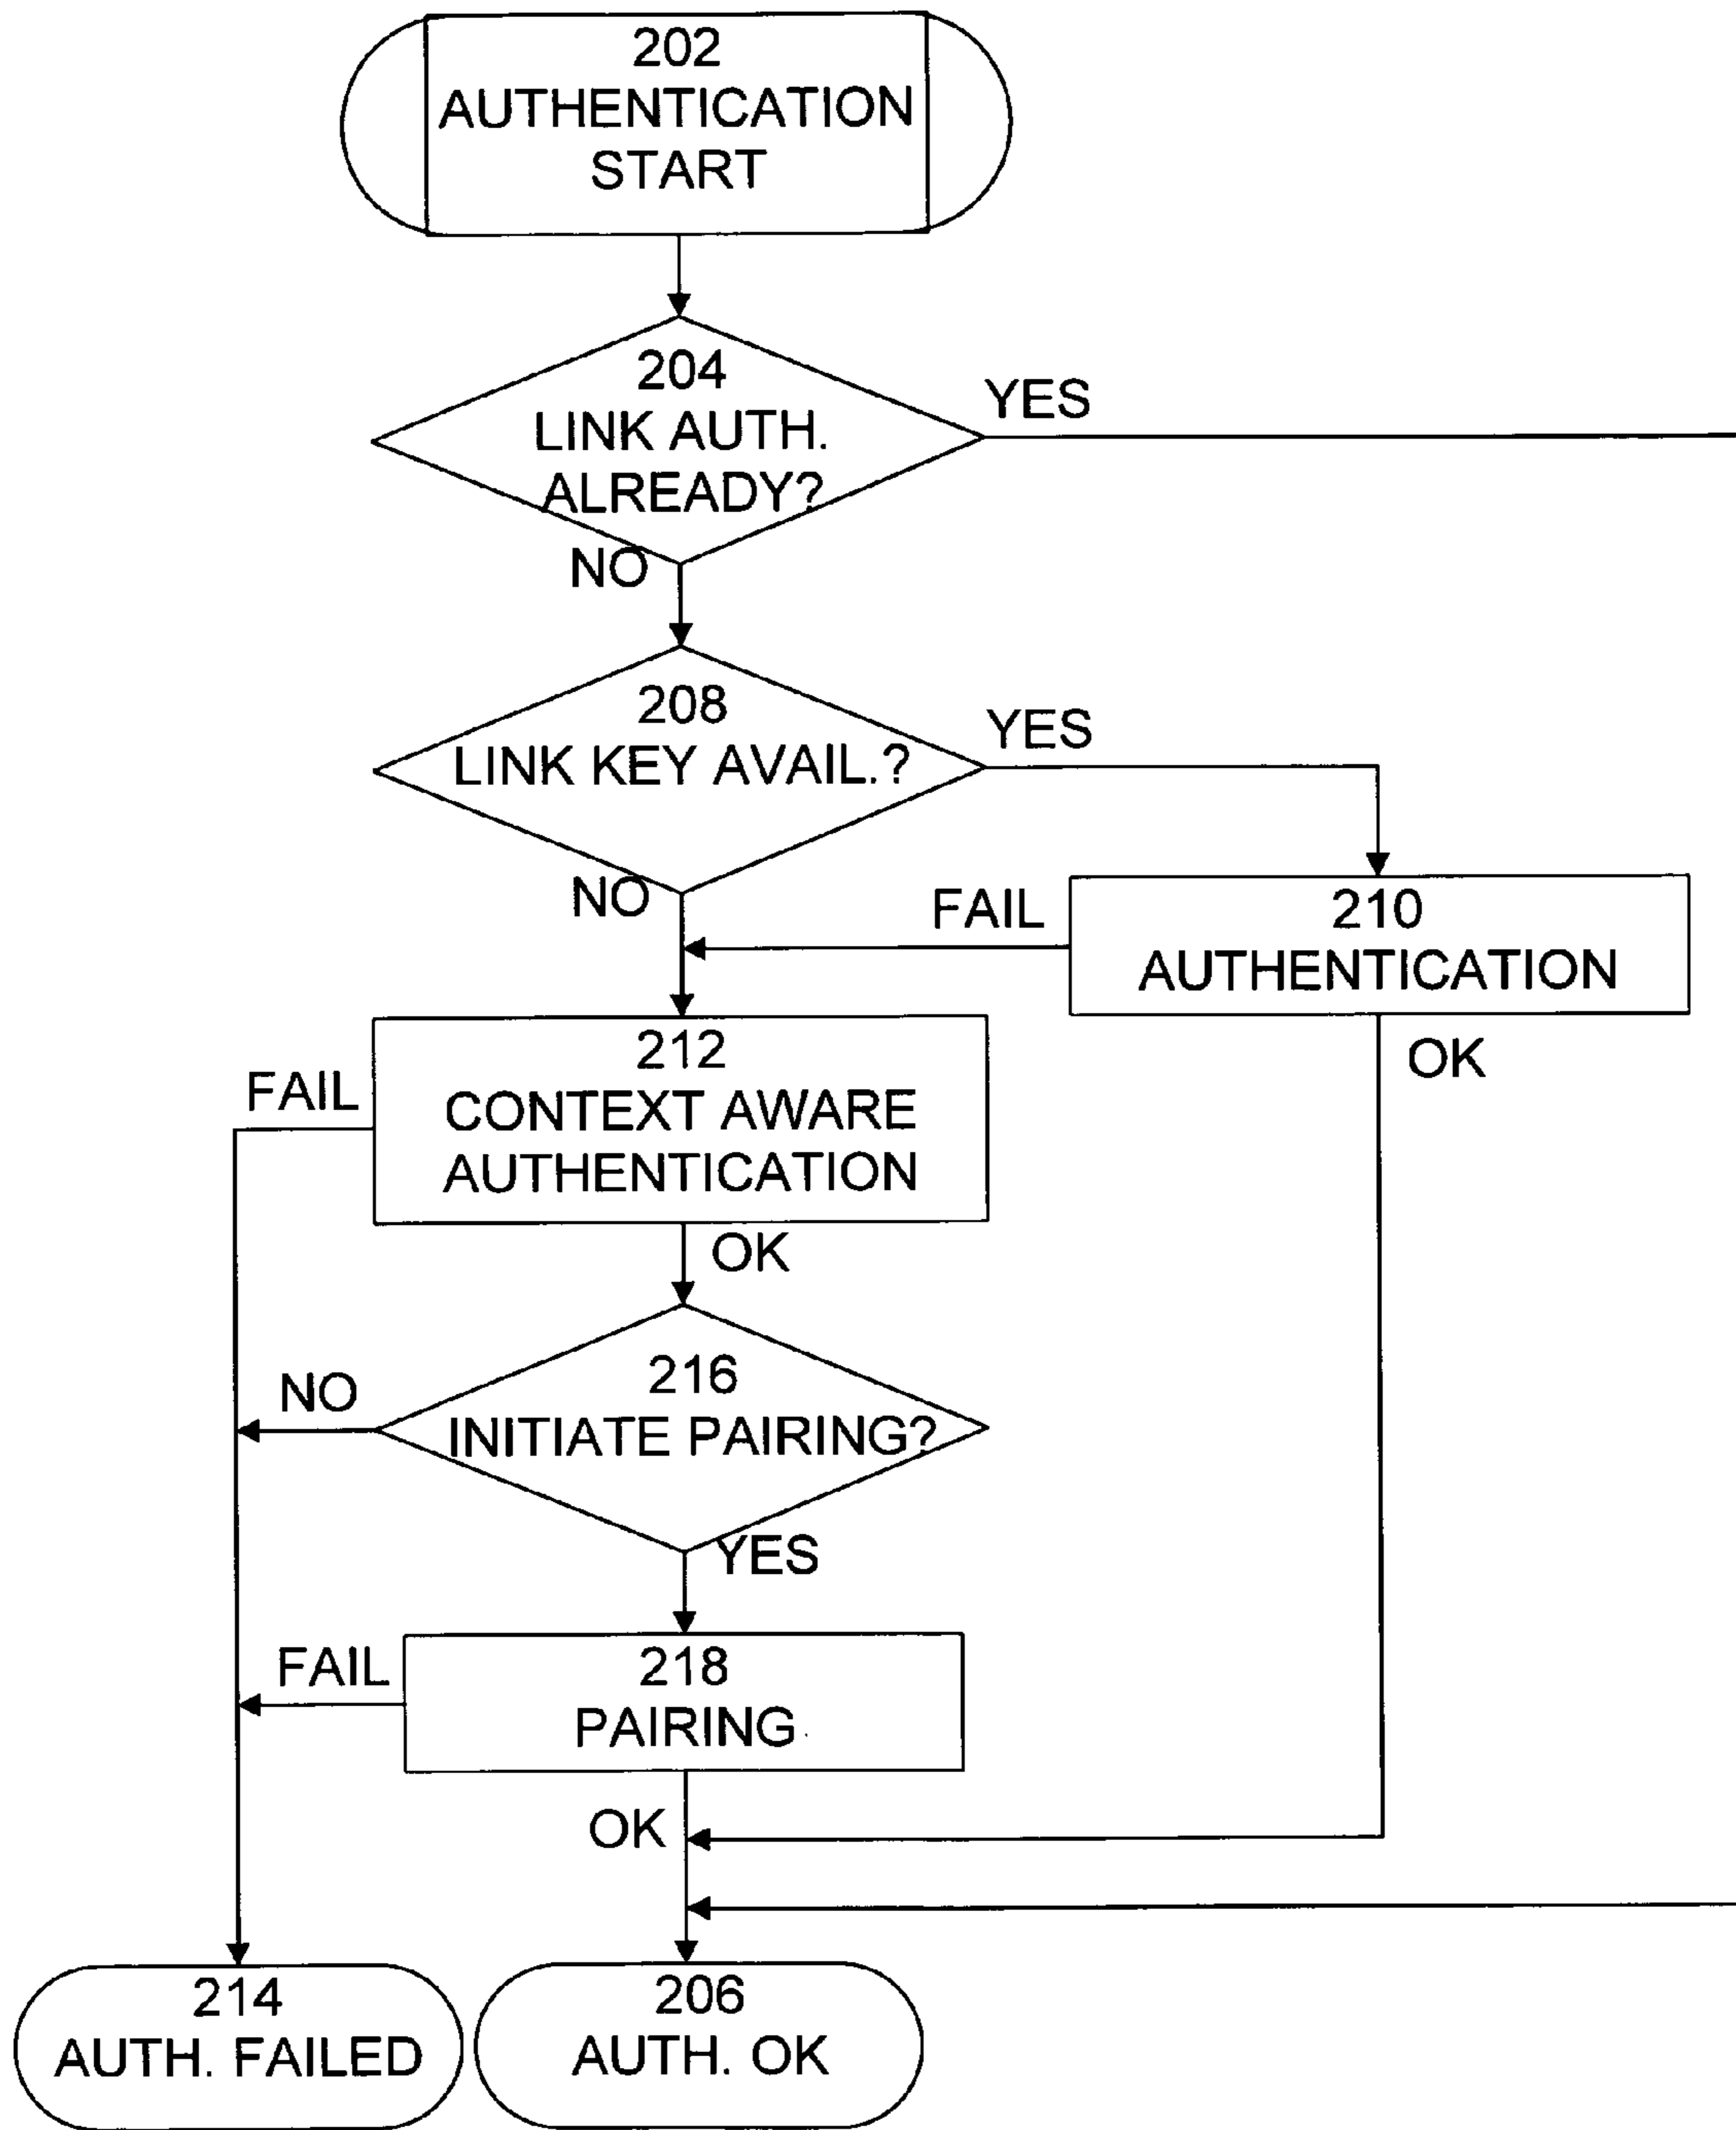 202
AUTHENTICATION
START
204
LINK AUTH.
ALREADY?
YES
NO
208
LINK KEY AVAIL.?
YES
NO
FAIL
210
AUTHENTICATION
OK
212
CONTEXT AWARE
AUTHENTICATION
FAIL
OK
216
INITIATE PAIRING?
NO
YES
218
PAIRING
FAIL
OK
214
AUTH. FAILED
206
AUTH. OK